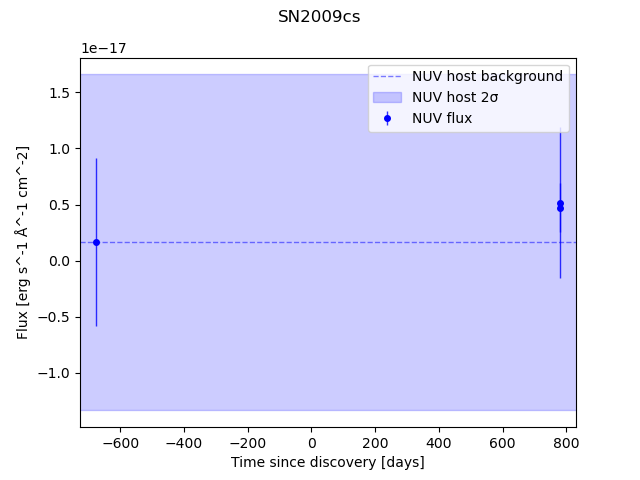 SN2009cs
1e−17
NUV host background
NUV host 2σ
NUV flux
1.5
1.0
0.5
0.0
−0.5
−1.0
Flux [erg s^-1 Å^-1 cm^-2]
−600
−400
−200
0
200
400
600
800
Time since discovery [days]